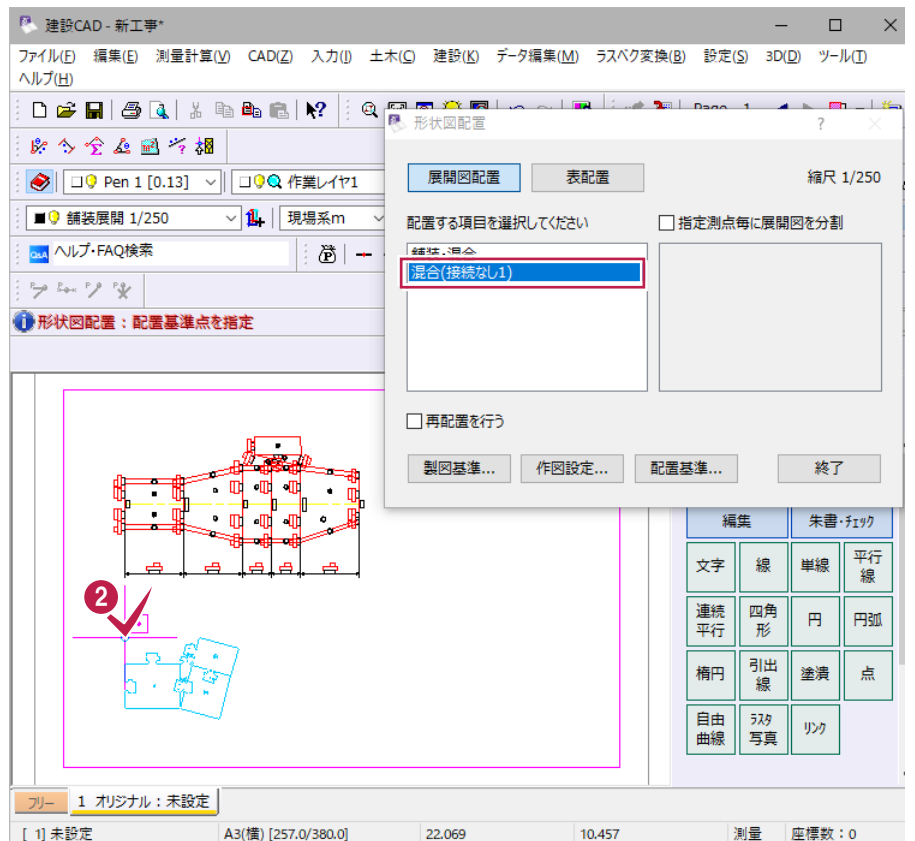 建設CAD - 新工事*
ファイル(F) 編集(E) 測量計算(V) CAD(Z) 入力(I) 土木(C) 建設(K) データ編集(M) ラスベク変換(B) 設定(S) 3D(D) ツール(T)
ヘルプ(H)
形状図配置 ?
Pen 1 [0.13] 作業レイヤ1
展開図配置 表配置 縮尺 1/250
舗装展開 1/250 現場系m
配置する項目を選択してください 指定測点毎に展開図を分割
Q&A ヘルプ・FAQ検索
混合(接続なし1)
形状図配置：配置基準点を指定
再配置を行う
製図基準... 作図設定... 配置基準... 終了
編集 朱書・チェック
文字 線 単線 平行線
2
連続平行 四角形 円 円弧
楕円 引出線 塗潰 点
自由曲線 ラスタ写真 リンク
フリー 1 オリジナル：未設定
[ 1] 未設定 A3(横) [257.0/380.0] 22.069 10.457 測量 座標数：0